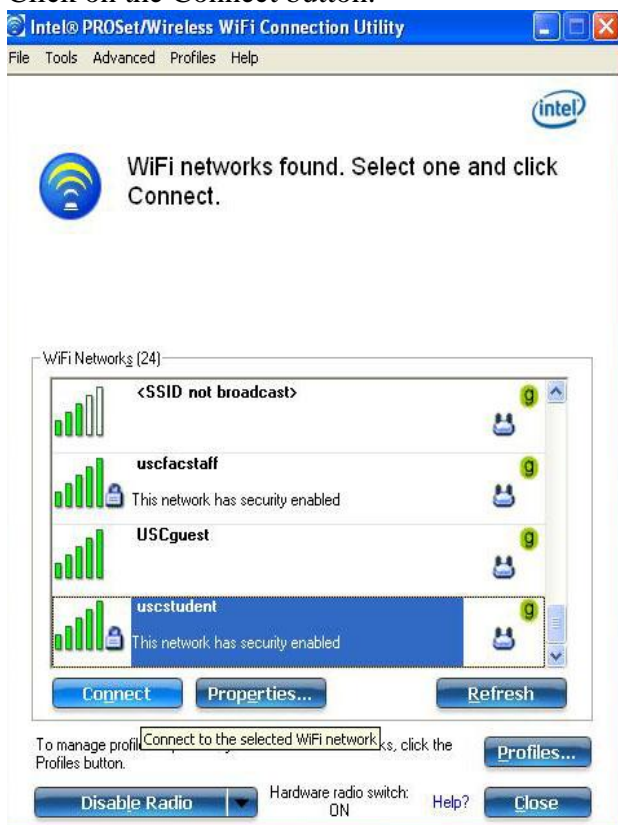 Click on the Connect button.
Intel® PROSet/Wireless WiFi Connection Utility
File Tools Advanced Profiles Help
intel
WiFi networks found. Select one and click
Connect.
WiFi Networks (24)
<SSID not broadcast>
g
uscfacstaff
g
This network has security enabled
USCguest
g
uscstudent
g
This network has security enabled
Connect Properties... Refresh
Connect to the selected WiFi network
To manage click the
Profiles button.
Profiles...
Disable Radio
Hardware radio switch:
ON
Help?
Close